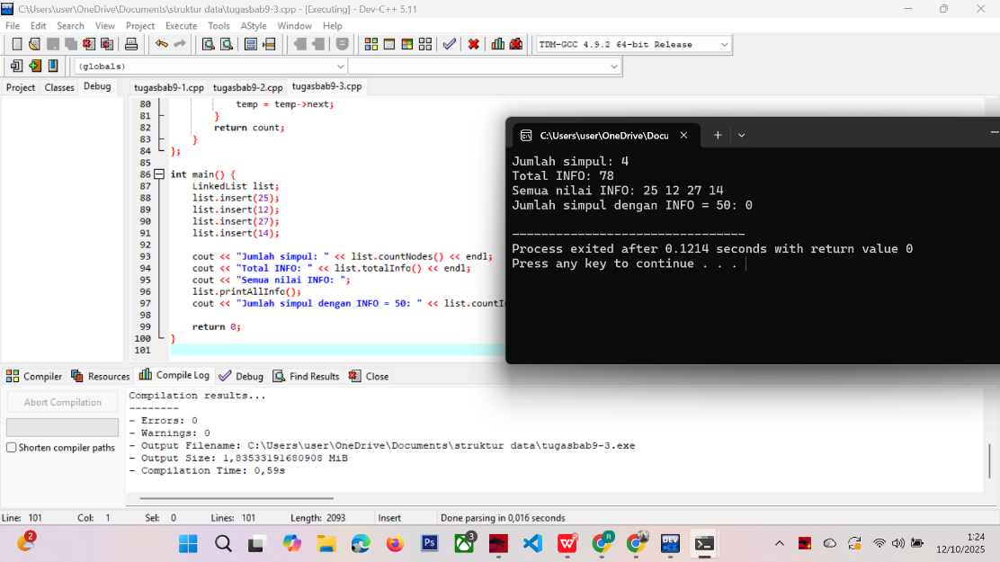 C:\Users\user\OneDrive\Documents\struktur data\tugasbab9-3.cpp - [Executing] - Dev-C++ 5.11
File Edit Search View Project Execute Tools AStyle Window Help
TDM-GCC 4.9.2 64-bit Release
(globals)
Project Classes Debug
tugasbab9-1.cpp tugasbab9-2.cpp tugasbab9-3.cpp
80 temp = temp->next;
81 }
82 return count;
83 }
84 };
85
86 int main() {
87 LinkedList list;
88 list.insert(25);
89 list.insert(12);
90 list.insert(27);
91 list.insert(14);
92
93 cout << "Jumlah simpul: " << list.countNodes() << endl;
94 cout << "Total INFO: " << list.totalInfo() << endl;
95 cout << "Semua nilai INFO: ";
96 list.printAllInfo();
97 cout << "Jumlah simpul dengan INFO = 50: " << list.countI
98
99 return 0;
100 }
101
C:\Users\user\OneDrive\Docu
Jumlah simpul: 4
Total INFO: 78
Semua nilai INFO: 25 12 27 14
Jumlah simpul dengan INFO = 50: 0
--------------------------------
Process exited after 0.1214 seconds with return value 0
Press any key to continue . . .
Compiler Resources Compile Log Debug Find Results Close
Abort Compilation
Shorten compiler paths
Compilation results...
--------
- Errors: 0
- Warnings: 0
- Output Filename: C:\Users\user\OneDrive\Documents\struktur data\tugasbab9-3.exe
- Output Size: 1,83533191680908 MiB
- Compilation Time: 0,59s
Line: 101 Col: 1 Sel: 0 Lines: 101 Length: 2093 Insert Done parsing in 0,016 seconds
2
Ps
3
R
DEV
1:24
12/10/2025